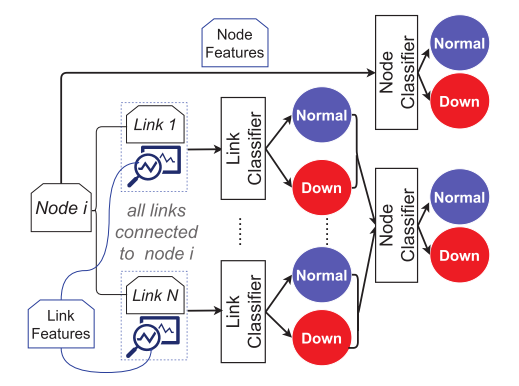 Node
Features
Node
Classifier
Normal
Down
Link 1
Link
Classifier
Normal
Down
Node i
all links
connected
to node i
Node
Classifier
Normal
Down
Link
Features
Link N
Link
Classifier
Normal
Down